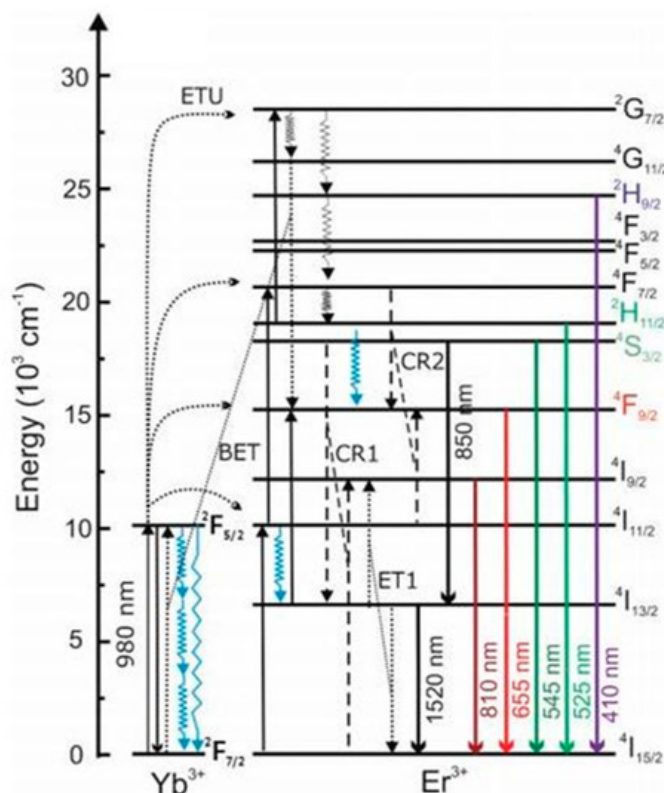 Energy (10³ cm⁻¹)
30
25
20
15
10
5
0
ETU
BET
CR1
CR2
ET1
980 nm
850 nm
1520 nm
810 nm
655 nm
545 nm
525 nm
410 nm
²G₇/₂
⁴G₁₁/₂
²H₉/₂
⁴F₃/₂
⁴F₅/₂
⁴F₇/₂
²H₁₁/₂
⁴S₃/₂
⁴F₉/₂
⁴I₉/₂
⁴I₁₁/₂
⁴I₁₃/₂
⁴I₁₅/₂
²F₅/₂
²F₇/₂
Yb³⁺
Er³⁺